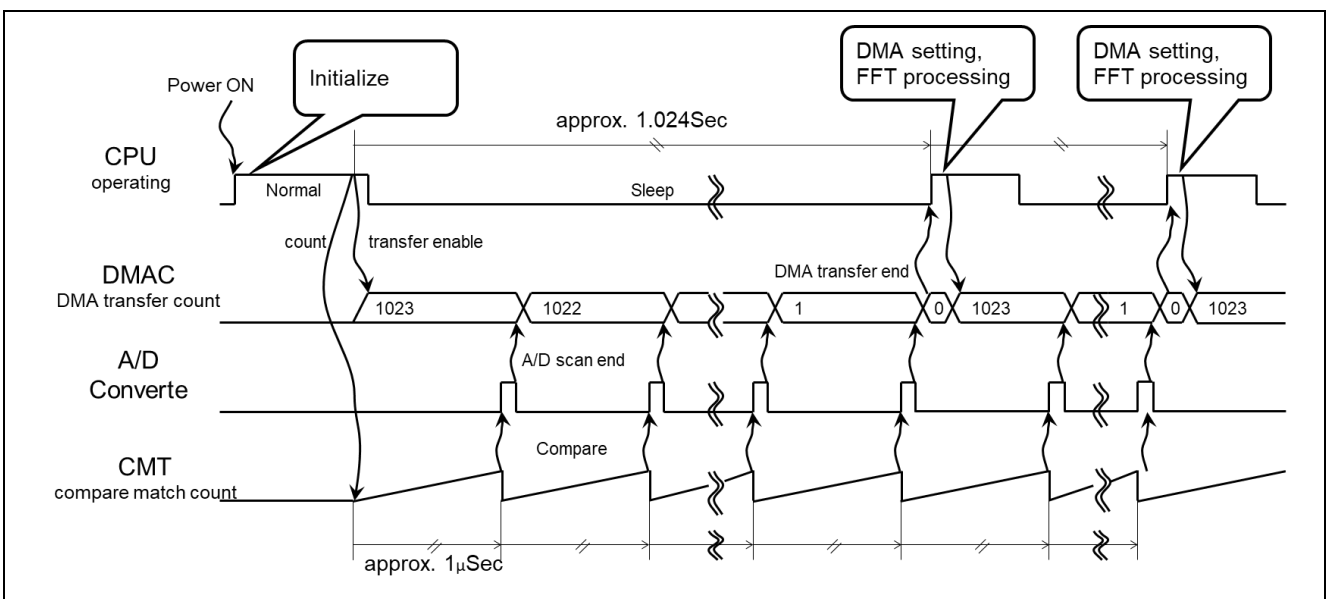 Power ON
Initialize
DMA setting,
FFT processing
DMA setting,
FFT processing
approx. 1.024Sec
CPU
operating
Normal
Sleep
count
transfer enable
DMAC
DMA transfer count
DMA transfer end
1023
1022
1
0
1023
1
0
1023
A/D
Converte
A/D scan end
CMT
compare match count
Compare
approx. 1μSec